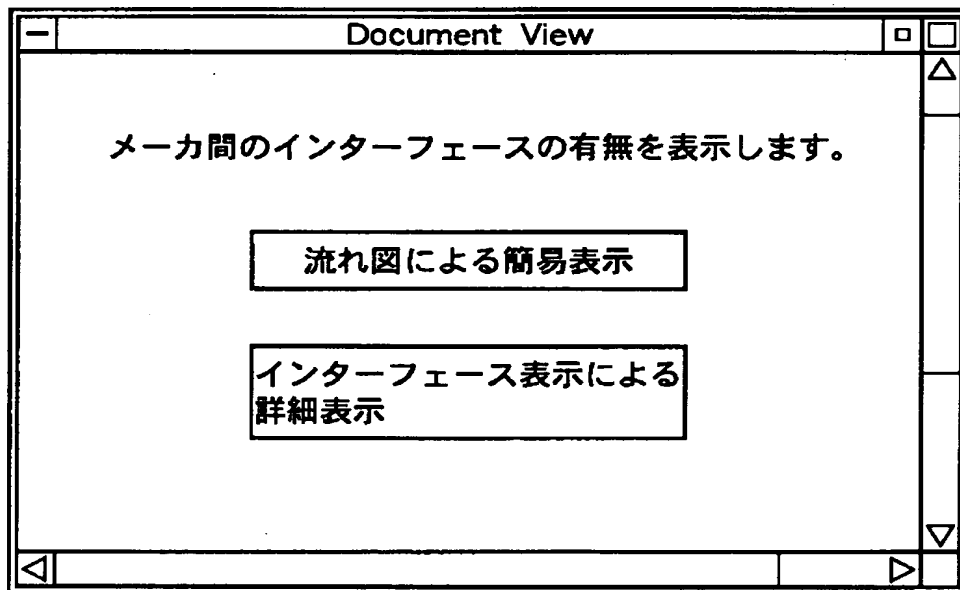 Document View
メーカ間のインターフェースの有無を表示します。
流れ図による簡易表示
インターフェース表示による
詳細表示